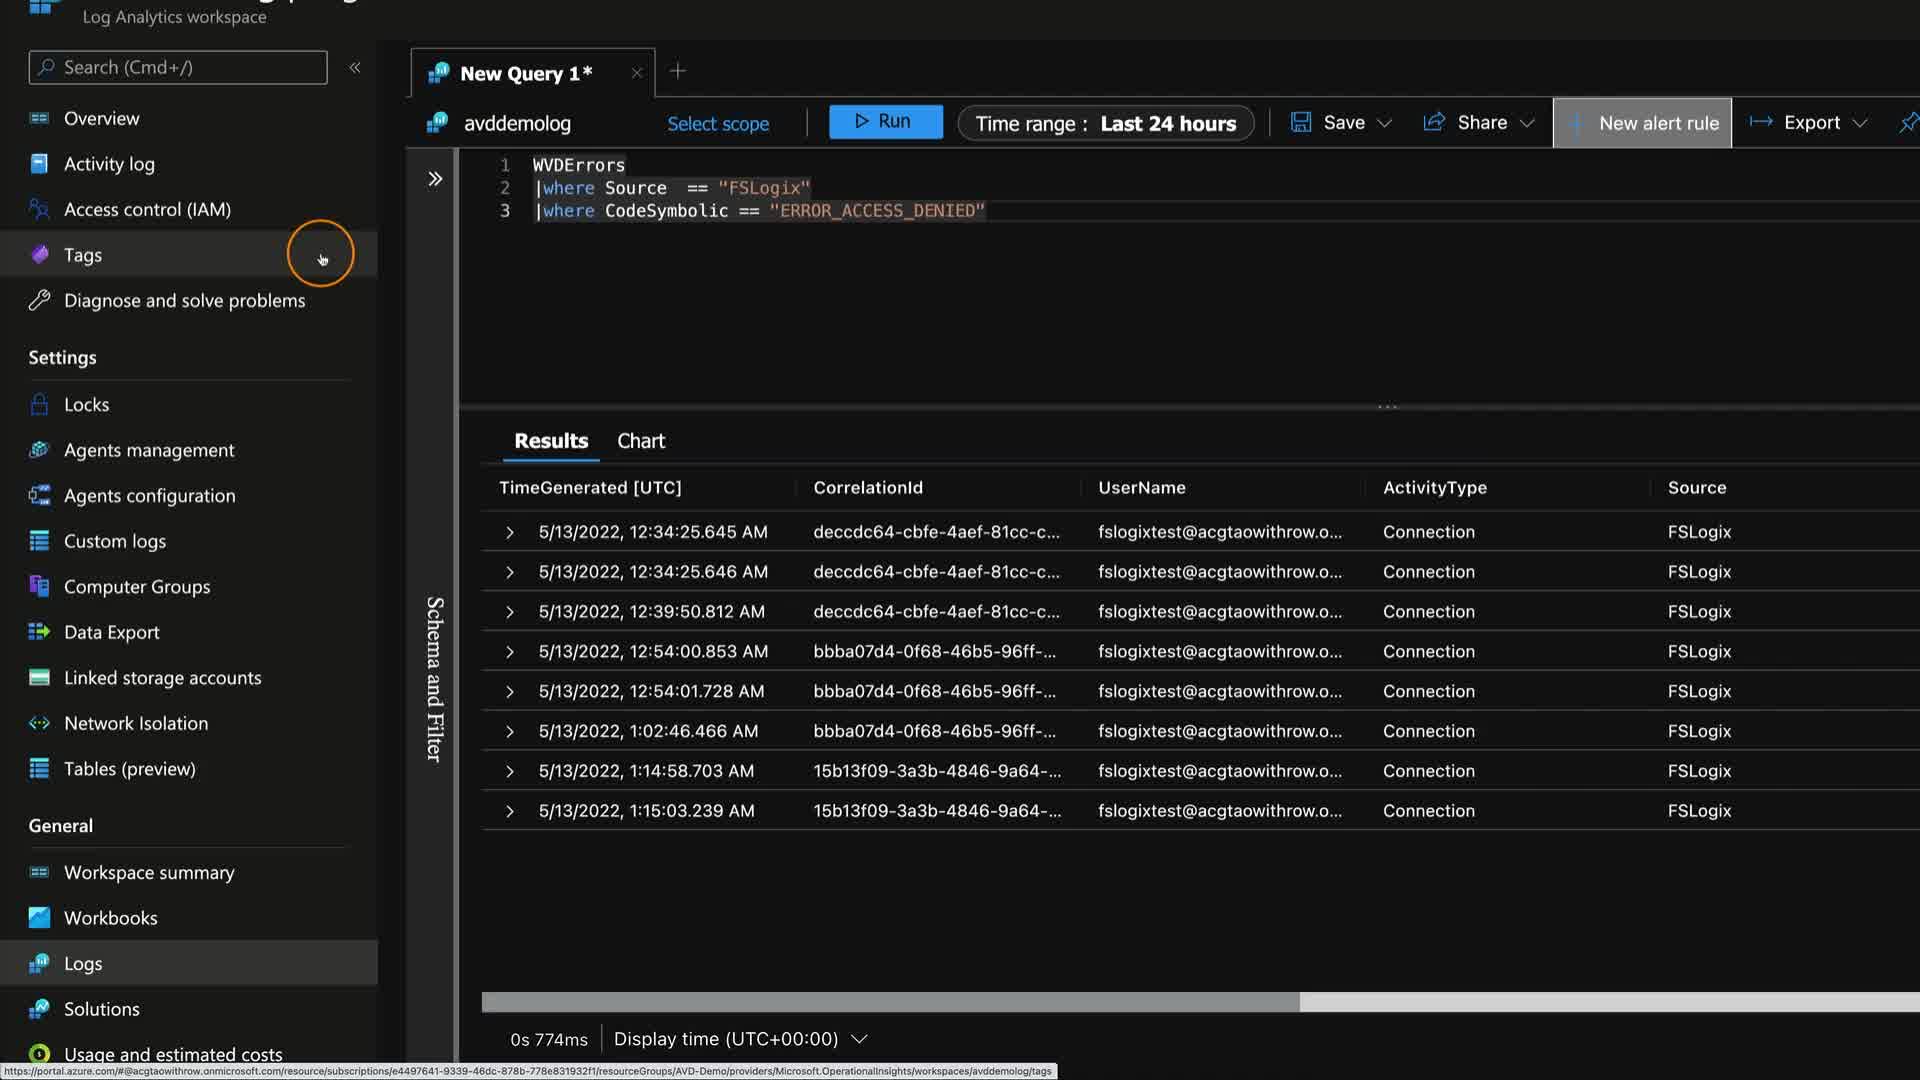 Log Analytics workspace
Search (Cmd+/)
«
Overview
Activity log
Access control (IAM)
Tags
Diagnose and solve problems
Settings
Locks
Agents management
Agents configuration
Custom logs
Computer Groups
Data Export
Linked storage accounts
Network Isolation
Tables (preview)
General
Workspace summary
Workbooks
Logs
Solutions
Usage and estimated costs
New Query 1*
avddemolog
Select scope
Run
Time range : Last 24 hours
Save
Share
New alert rule
Export
1 WVDErrors
2 |where Source == "FSLogix"
3 |where CodeSymbolic == "ERROR_ACCESS_DENIED"
Schema and Filter
Results Chart
TimeGenerated [UTC] CorrelationId UserName ActivityType Source
5/13/2022, 12:34:25.645 AM deccdc64-cbfe-4aef-81cc-c... fslogixtest@acgtaowithrow.o... Connection FSLogix
5/13/2022, 12:34:25.646 AM deccdc64-cbfe-4aef-81cc-c... fslogixtest@acgtaowithrow.o... Connection FSLogix
5/13/2022, 12:39:50.812 AM deccdc64-cbfe-4aef-81cc-c... fslogixtest@acgtaowithrow.o... Connection FSLogix
5/13/2022, 12:54:00.853 AM bbba07d4-0f68-46b5-96ff-... fslogixtest@acgtaowithrow.o... Connection FSLogix
5/13/2022, 12:54:01.728 AM bbba07d4-0f68-46b5-96ff-... fslogixtest@acgtaowithrow.o... Connection FSLogix
5/13/2022, 1:02:46.466 AM bbba07d4-0f68-46b5-96ff-... fslogixtest@acgtaowithrow.o... Connection FSLogix
5/13/2022, 1:14:58.703 AM 15b13f09-3a3b-4846-9a64-... fslogixtest@acgtaowithrow.o... Connection FSLogix
5/13/2022, 1:15:03.239 AM 15b13f09-3a3b-4846-9a64-... fslogixtest@acgtaowithrow.o... Connection FSLogix
0s 774ms Display time (UTC+00:00)
https://portal.azure.com/#@acgtaowithrow.onmicrosoft.com/resource/subscriptions/e4497641-9339-46dc-878b-778e831932f1/resourceGroups/AVD-Demo/providers/Microsoft.OperationalInsights/workspaces/avddemolog/tags